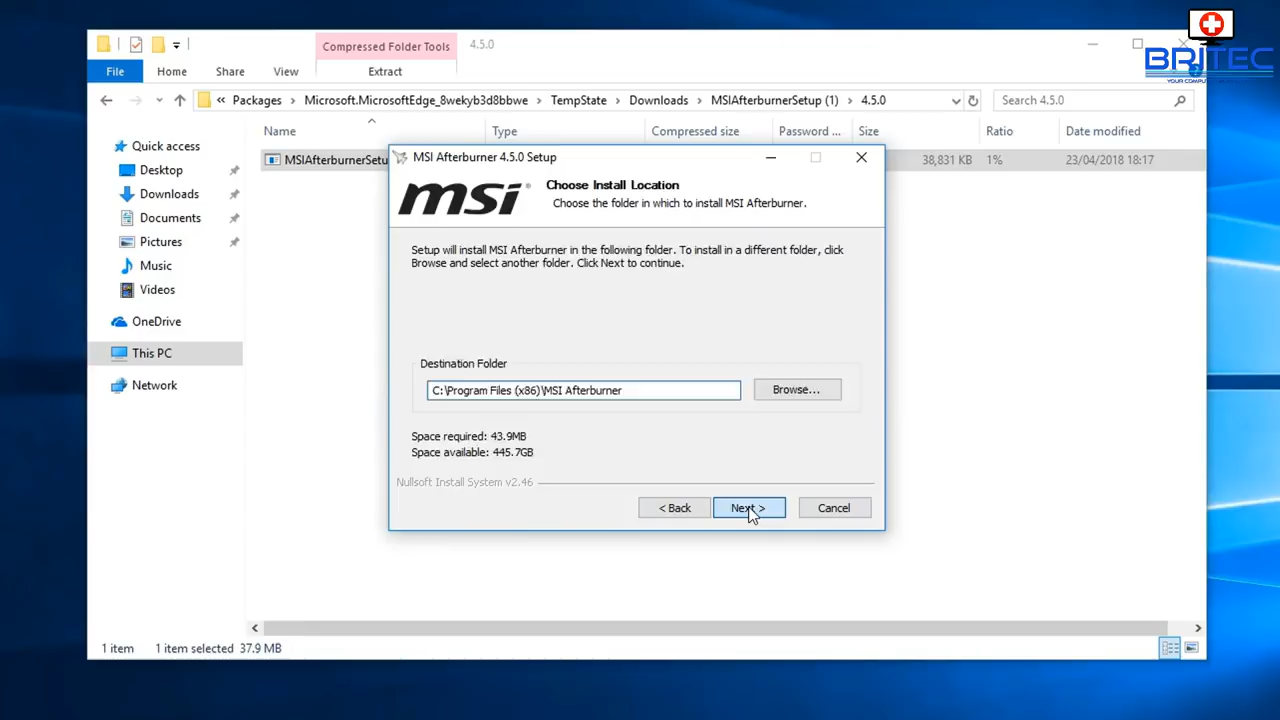 Compressed Folder Tools
4.5.0
File
Home
Share
View
Extract
BRITEC
« Packages > Microsoft.MicrosoftEdge_8wekyb3d8bbwe > TempState > Downloads > MSIAfterburnerSetup (1) > 4.5.0
Search 4.5.0
Name
Type
Compressed size
Password ...
Size
Ratio
Date modified
MSIAfterburnerSetu
38,831 KB
1%
23/04/2018 18:17
Quick access
Desktop
Downloads
Documents
Pictures
Music
Videos
OneDrive
This PC
Network
MSI Afterburner 4.5.0 Setup
msi
Choose Install Location
Choose the folder in which to install MSI Afterburner.
Setup will install MSI Afterburner in the following folder. To install in a different folder, click
Browse and select another folder. Click Next to continue.
Destination Folder
C:\Program Files (x86)\MSI Afterburner
Browse...
Space required: 43.9MB
Space available: 445.7GB
Nullsoft Install System v2.46
< Back
Next >
Cancel
1 item
1 item selected 37.9 MB